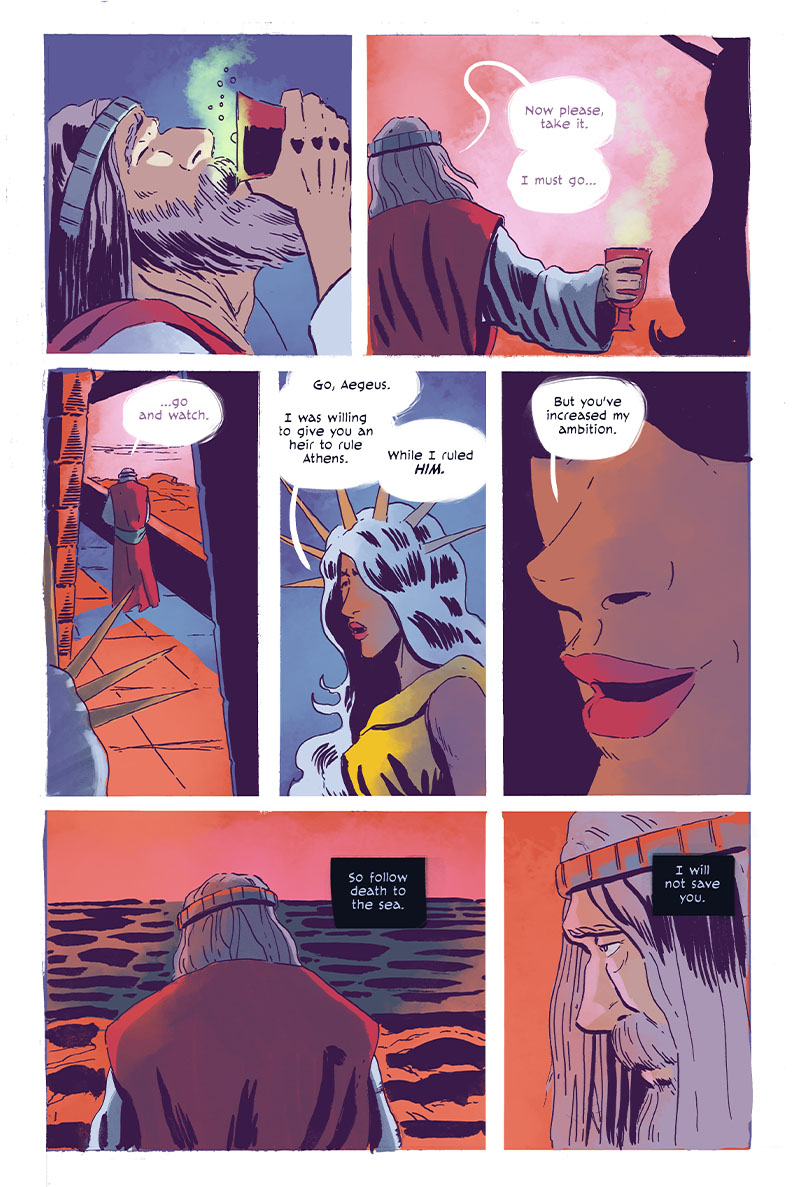 Now please,
take it.
I must go...
...go
and watch.
Go, Aegeus.
I was willing
to give you an
heir to rule
Athens.
While I ruled
HIM.
But you've
increased my
ambition.
So follow
death to
the sea.
I will
not save
you.